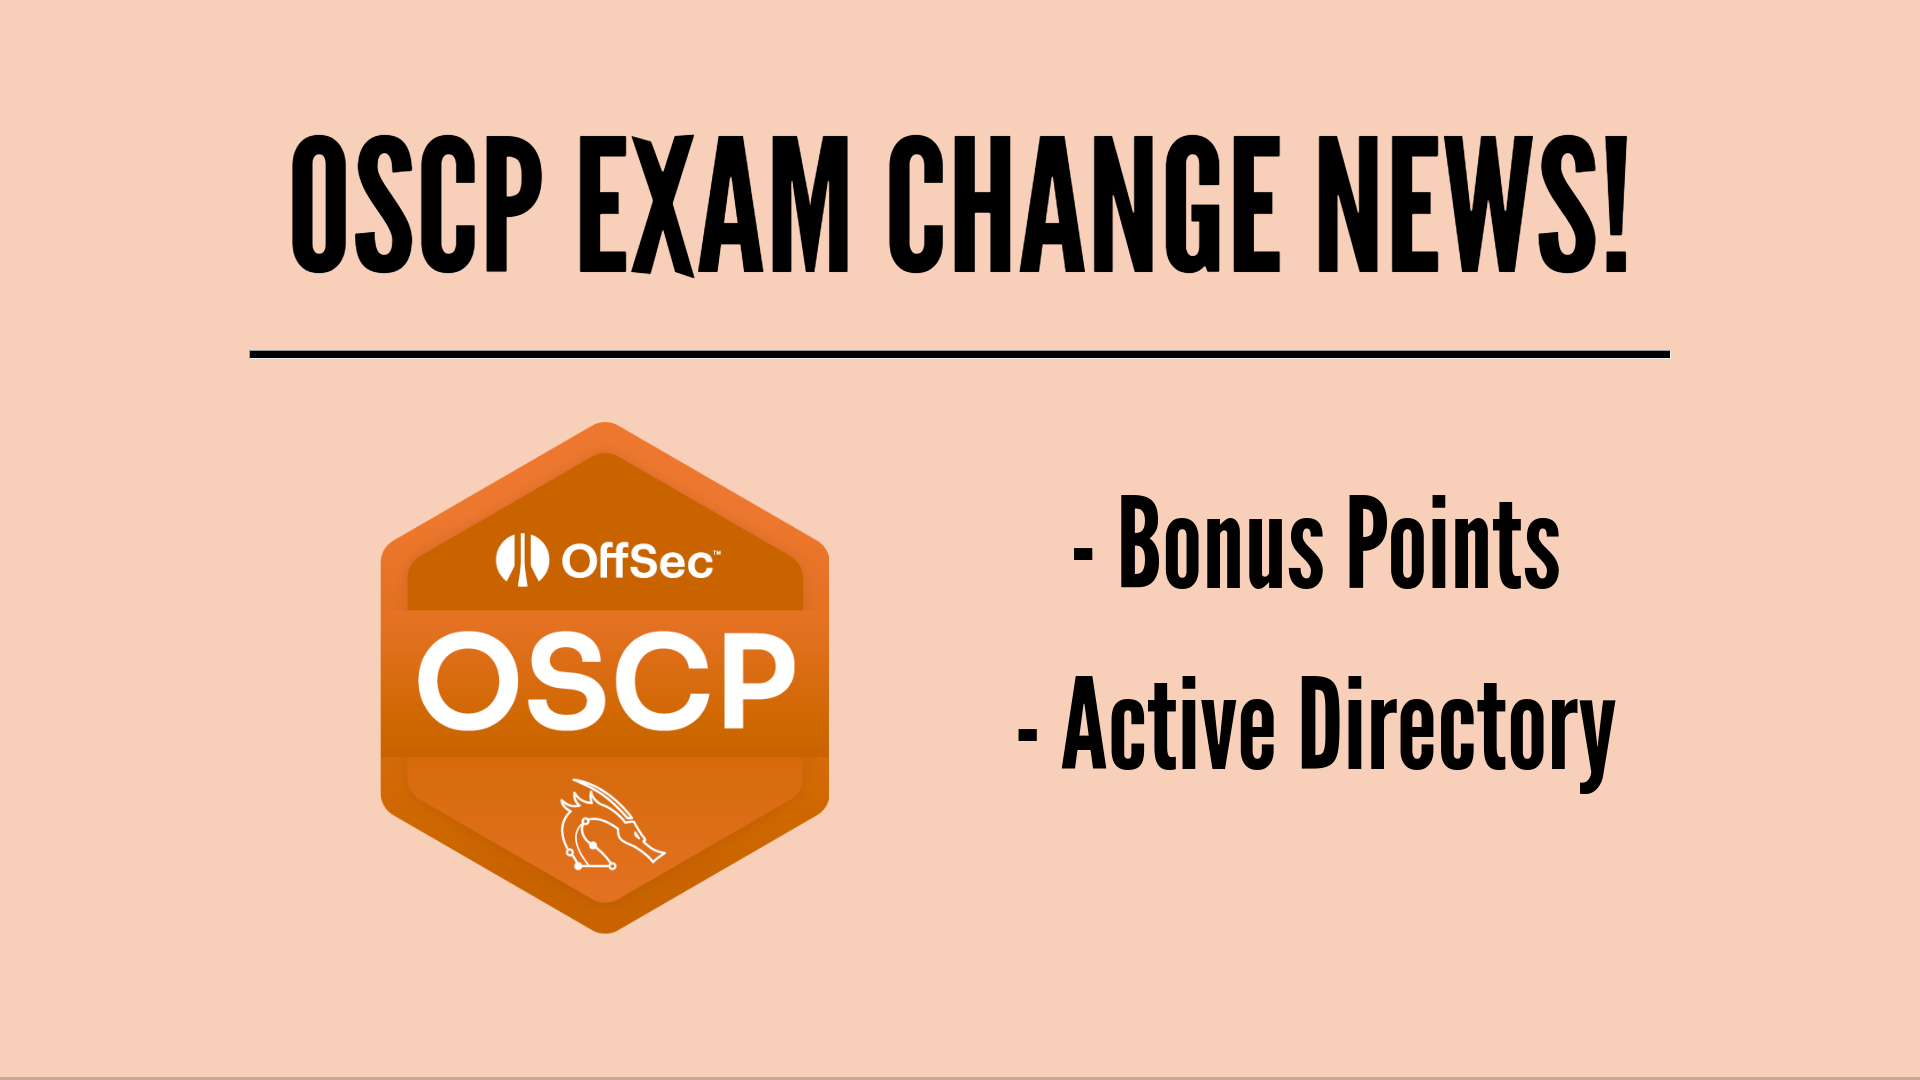 OSCP EXAM CHANGE NEWS!
OffSec™
OSCP
- Bonus Points
- Active Directory